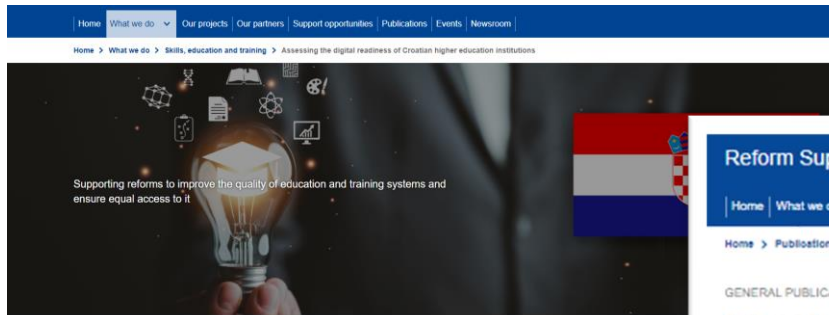 Home What we do Our projects Our partners Support opportunities Publications Events Newsroom
Home > What we do > Skills, education and training > Assessing the digital readiness of Croatian higher education institutions
Supporting reforms to improve the quality of education and training systems and
ensure equal access to it
Reform
Home What we
Home >
GENERAL